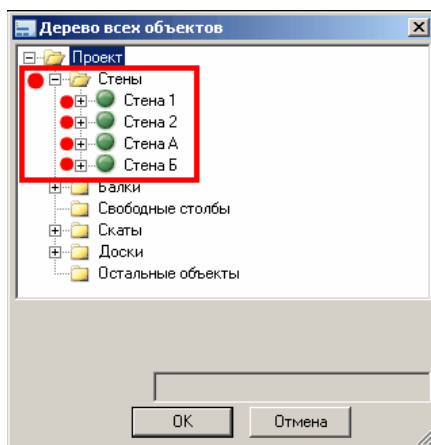 Дерево всех объектов
Проект
Стены
Стена 1
Стена 2
Стена А
Стена Б
Балки
Свободные столбы
Скаты
Доски
Остальные объекты
OK
Отмена